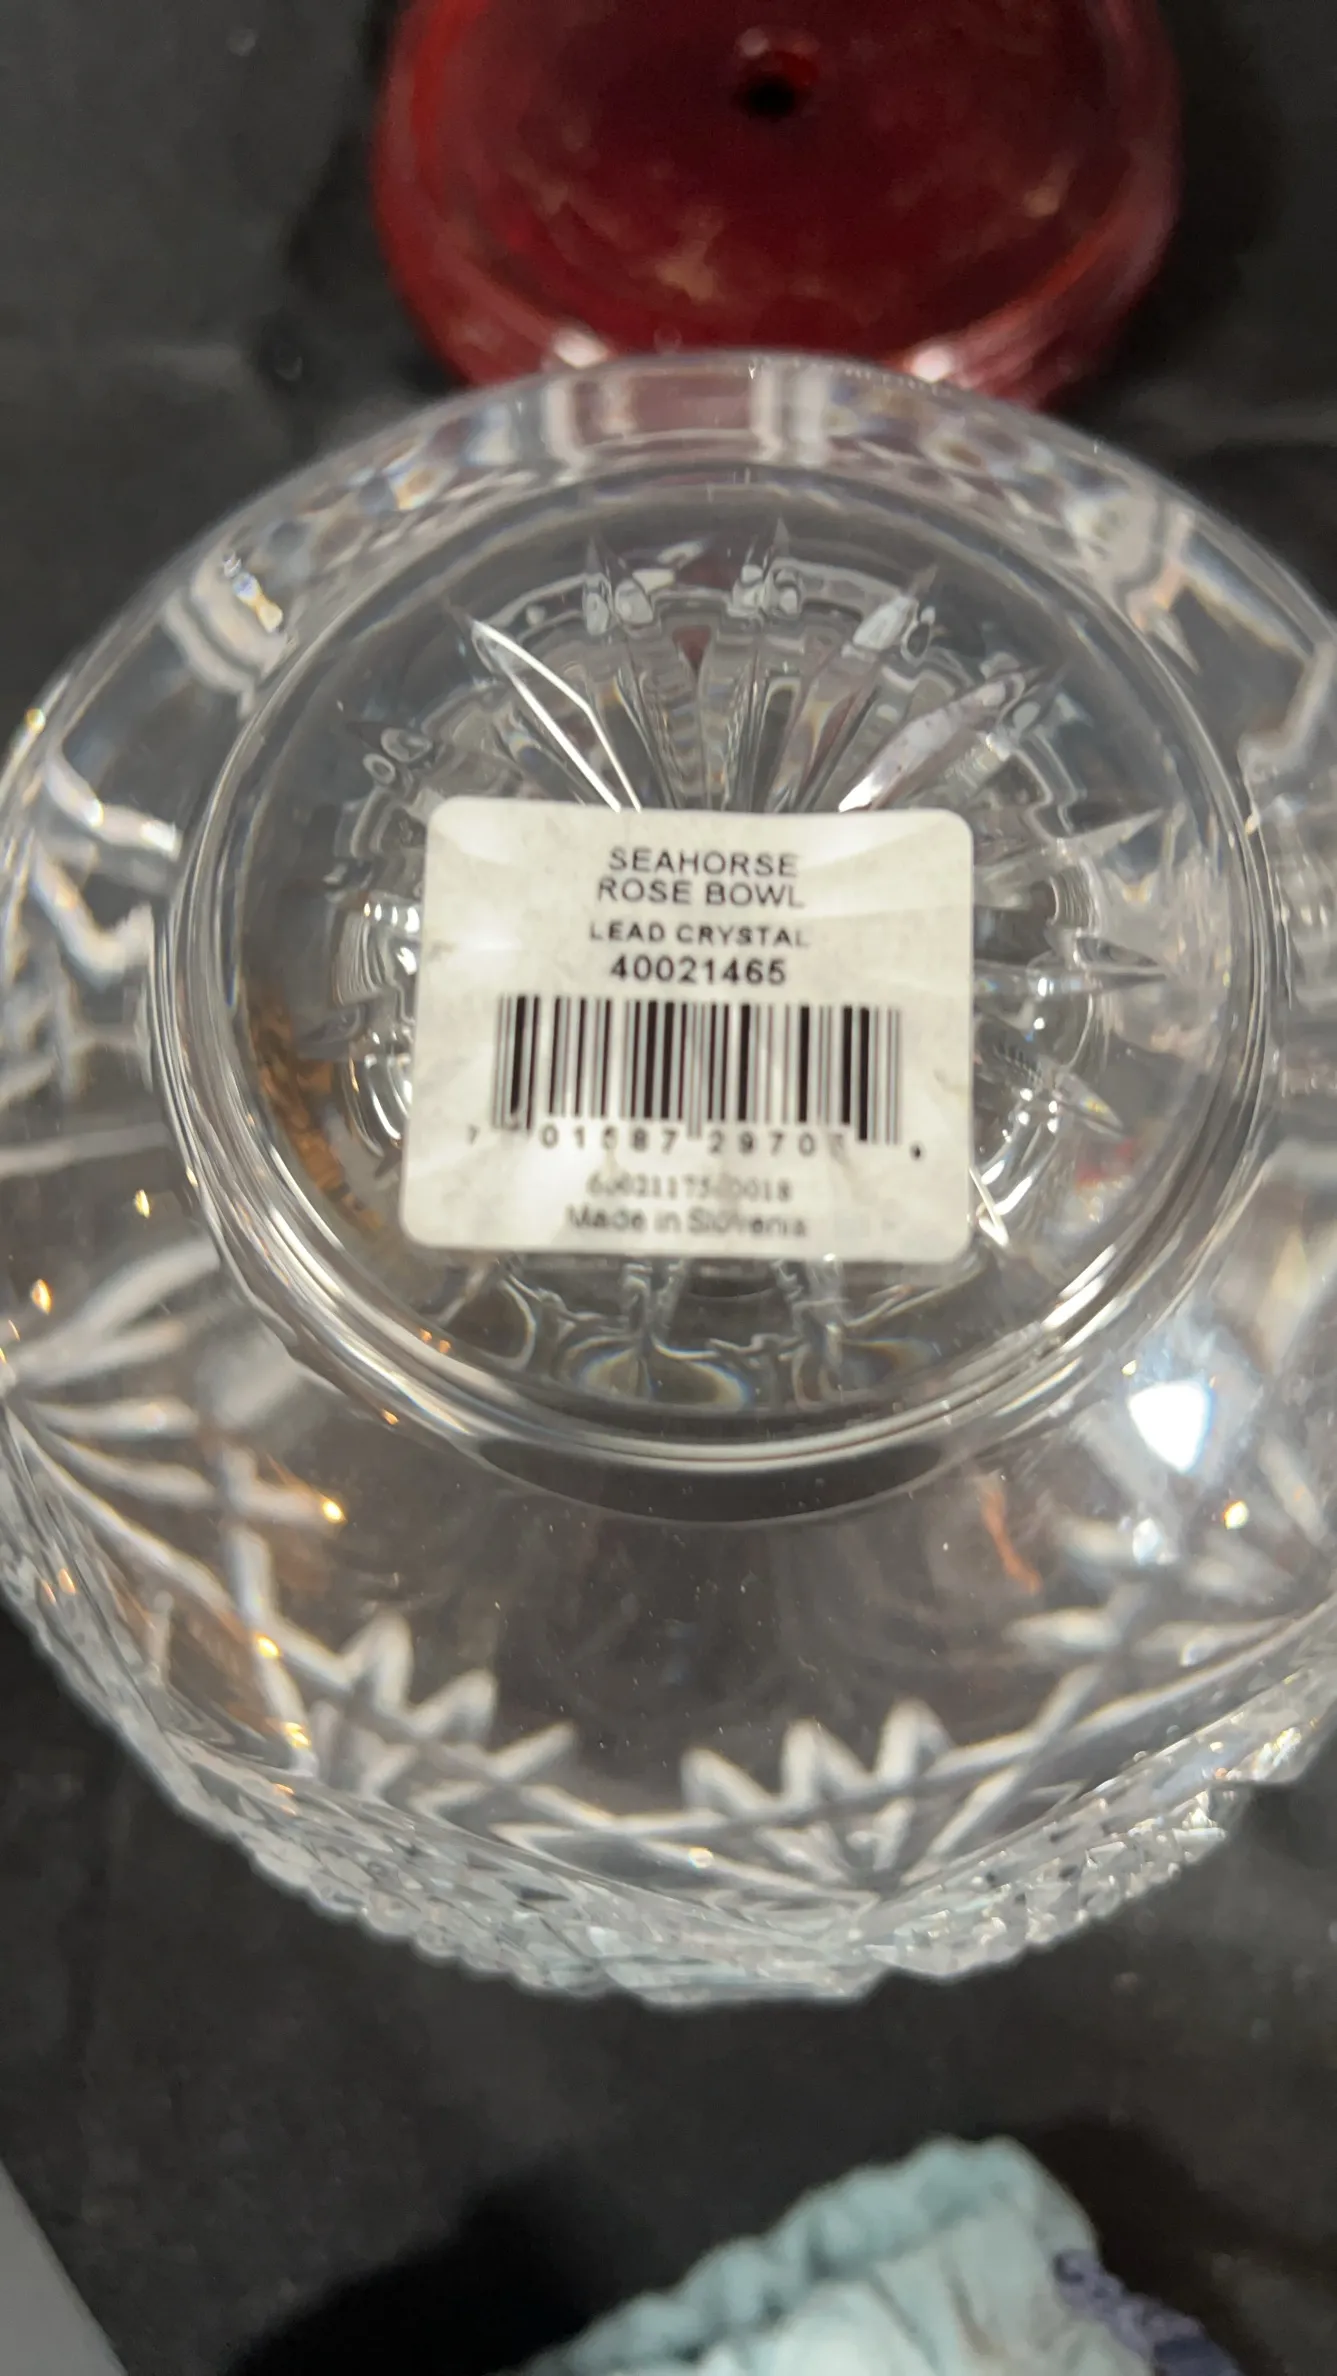 SEAHORSE
ROSE BOWL
LEAD CRYSTAL
40021465
Made in Slovenia